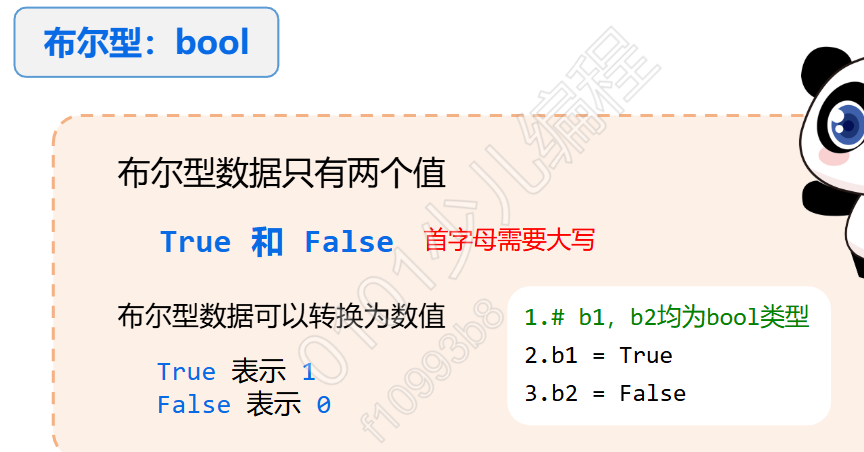 布尔型：bool
布尔型数据只有两个值
True 和 False 首字母需要大写
布尔型数据可以转换为数值
True 表示 1
False 表示 0
1.# b1, b2均为bool类型
2.b1 = True
3.b2 = False
0101少儿编程
f10993b8